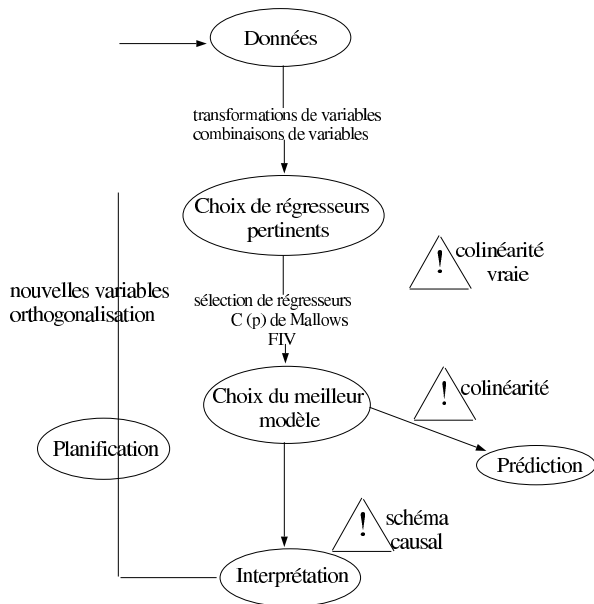 Données
transformations de variables
combinaisons de variables
Choix de régresseurs
pertinents
! colinéarité
vraie
nouvelles variables
orthogonalisation
sélection de régresseurs
C (p) de Mallows
FIV
Choix du meilleur
modèle
! colinéarité
Planification
Prédiction
! schéma
causal
Interprétation